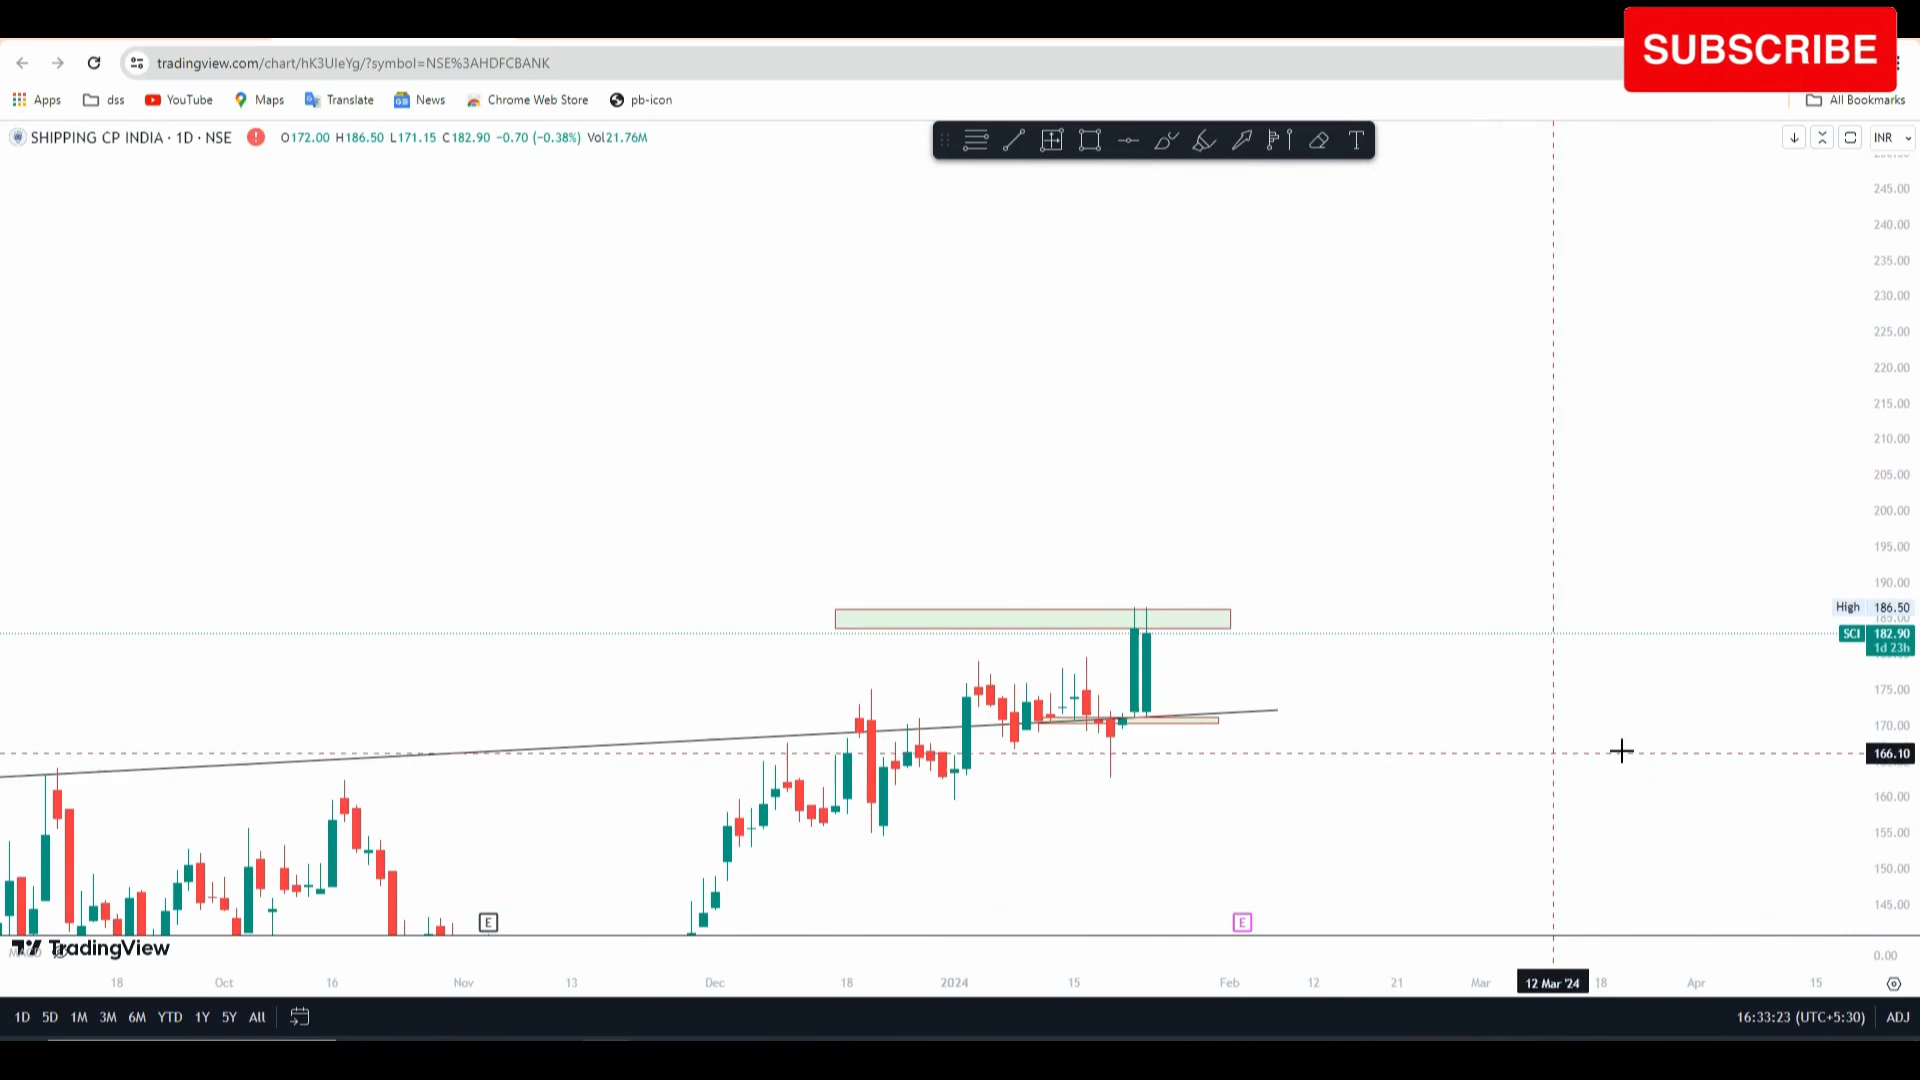 SUBSCRIBE
tradingview.com/chart/hK3UleYg/?symbol=NSE%3AHDFCBANK
Apps dss YouTube Maps Translate News Chrome Web Store pb-icon All Bookmarks
SHIPPING CP INDIA · 1D · NSE O172.00 H186.50 L171.15 C182.90 -0.70 (-0.38%) Vol21.76M
T
INR
245.00
240.00
235.00
230.00
225.00
220.00
215.00
210.00
205.00
200.00
195.00
190.00
High 186.50
185.00
SCI 182.90
1d 23h
175.00
170.00
166.10
160.00
155.00
150.00
145.00
E E
TradingView
0.00
18 Oct 16 Nov 13 Dec 18 2024 15 Feb 12 21 Mar 12 Mar '24 18 Apr 15
1D 5D 1M 3M 6M YTD 1Y 5Y All 16:33:23 (UTC+5:30) ADJ